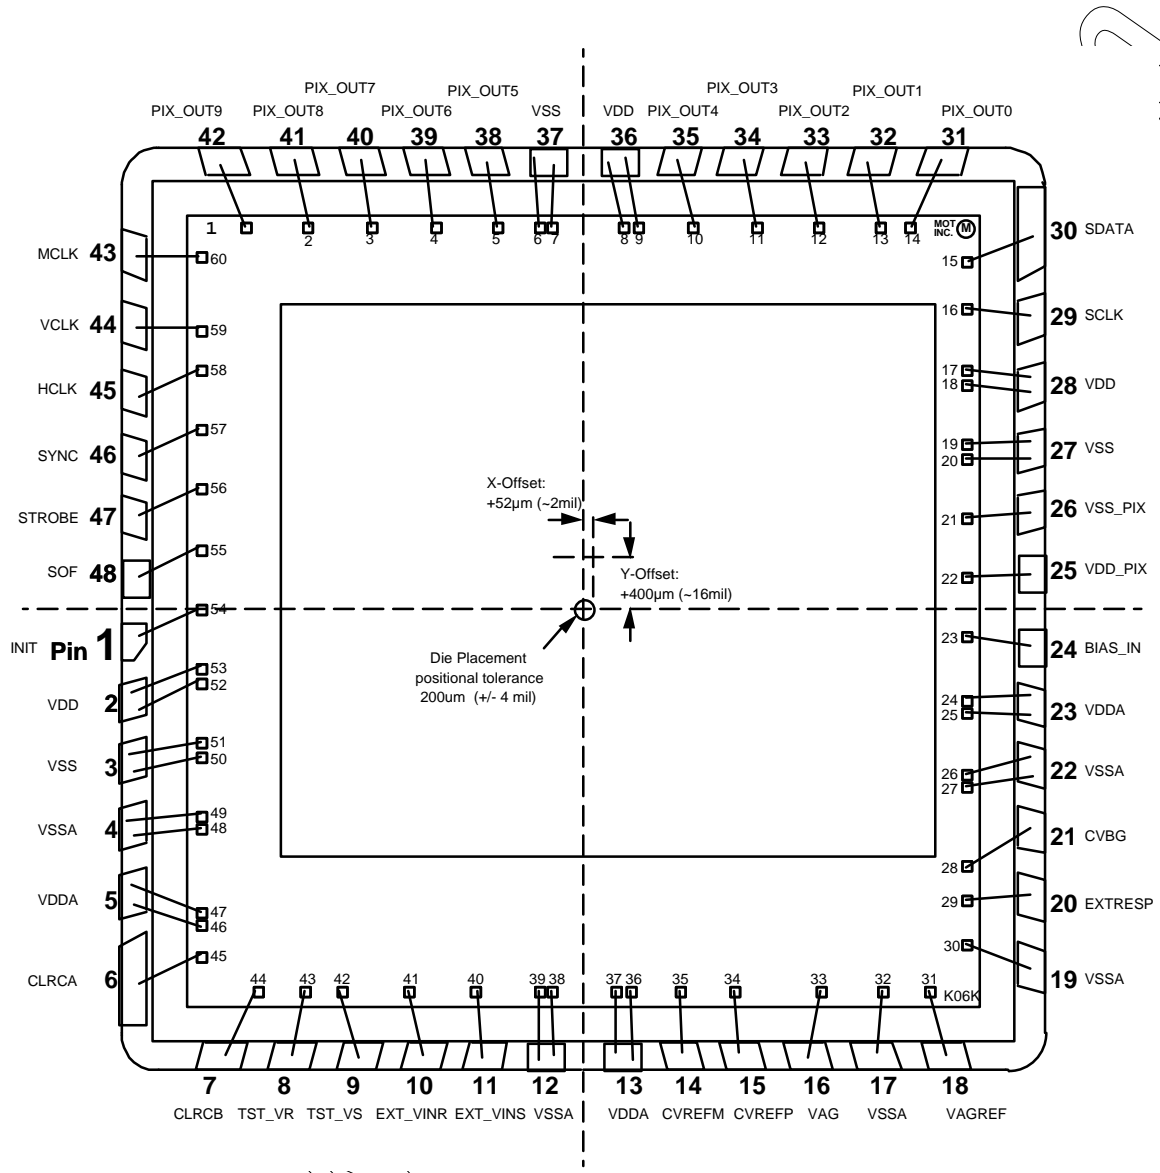 PIX_OUT7 PIX_OUT5 PIX_OUT3 PIX_OUT1
PIX_OUT9 PIX_OUT8 PIX_OUT6 VSS VDD PIX_OUT4 PIX_OUT2 PIX_OUT0
42 41 40 39 38 37 36 35 34 33 32 31
1 2 3 4 5 6 7 8 9 10 11 12 13 14
MOT INC. M
MCLK 43 60
VCLK 44 59
HCLK 45 58
SYNC 46 57
STROBE 47 56
SOF 48 55
INIT Pin 1 54
VDD 2 53 52
VSS 3 51 50
VSSA 4 49 48
VDDA 5 47 46
CLRCA 6 45
15 30 SDATA
16 29 SCLK
17 18 28 VDD
19 20 27 VSS
21 26 VSS_PIX
22 25 VDD_PIX
23 24 BIAS_IN
24 25 23 VDDA
26 27 22 VSSA
28 21 CVBG
29 20 EXTRESP
30 19 VSSA
X-Offset:
+52µm (~2mil)
Y-Offset:
+400µm (~16mil)
Die Placement
positional tolerance
200um (+/- 4 mil)
44 43 42 41 40 39 38 37 36 35 34 33 32 31
K06K
7 8 9 10 11 12 13 14 15 16 17 18
CLRCB TST_VR TST_VS EXT_VINR EXT_VINS VSSA VDDA CVREFM CVREFP VAG VSSA VAGREF